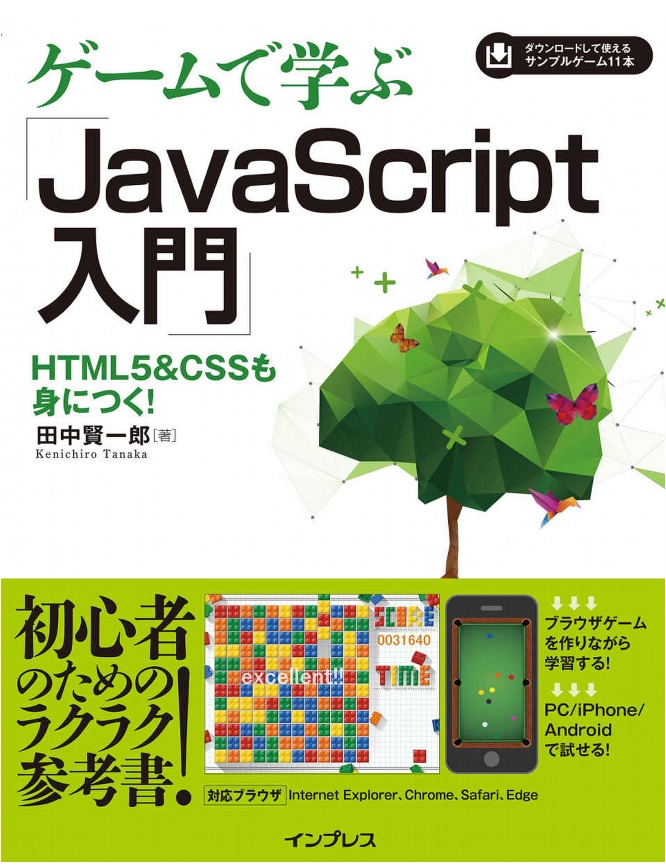 ダウンロードして使える
サンプルゲーム11本
ゲームで学ぶ
「JavaScript
入門」
HTML5&CSSも
身につく!
田中賢一郎[著]
Kenichiro Tanaka
初心者
のための
ラクラク
参考書!
SCORE
0031640
excellent!!
TIME
ブラウザゲーム
を作りながら
学習する!
PC/iPhone/
Android
で試せる!
対応ブラウザ Internet Explorer、Chrome、Safari、Edge
インプレス